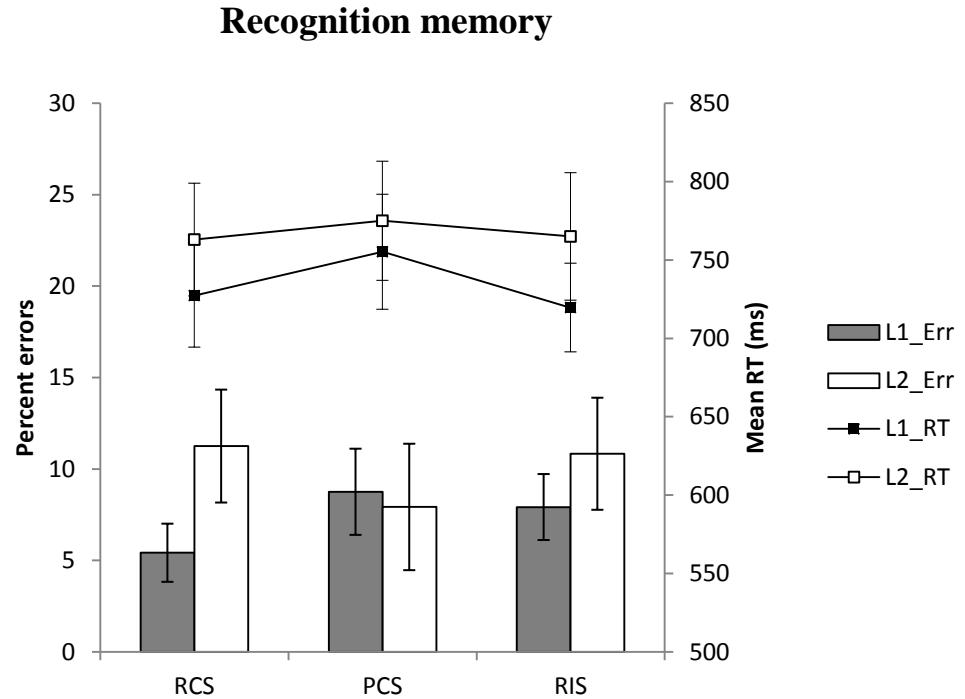 Recognition memory
30
25
20
15
10
5
0
Percent errors
850
800
750
700
650
600
550
500
Mean RT (ms)
RCS
PCS
RIS
L1_Err
L2_Err
L1_RT
L2_RT